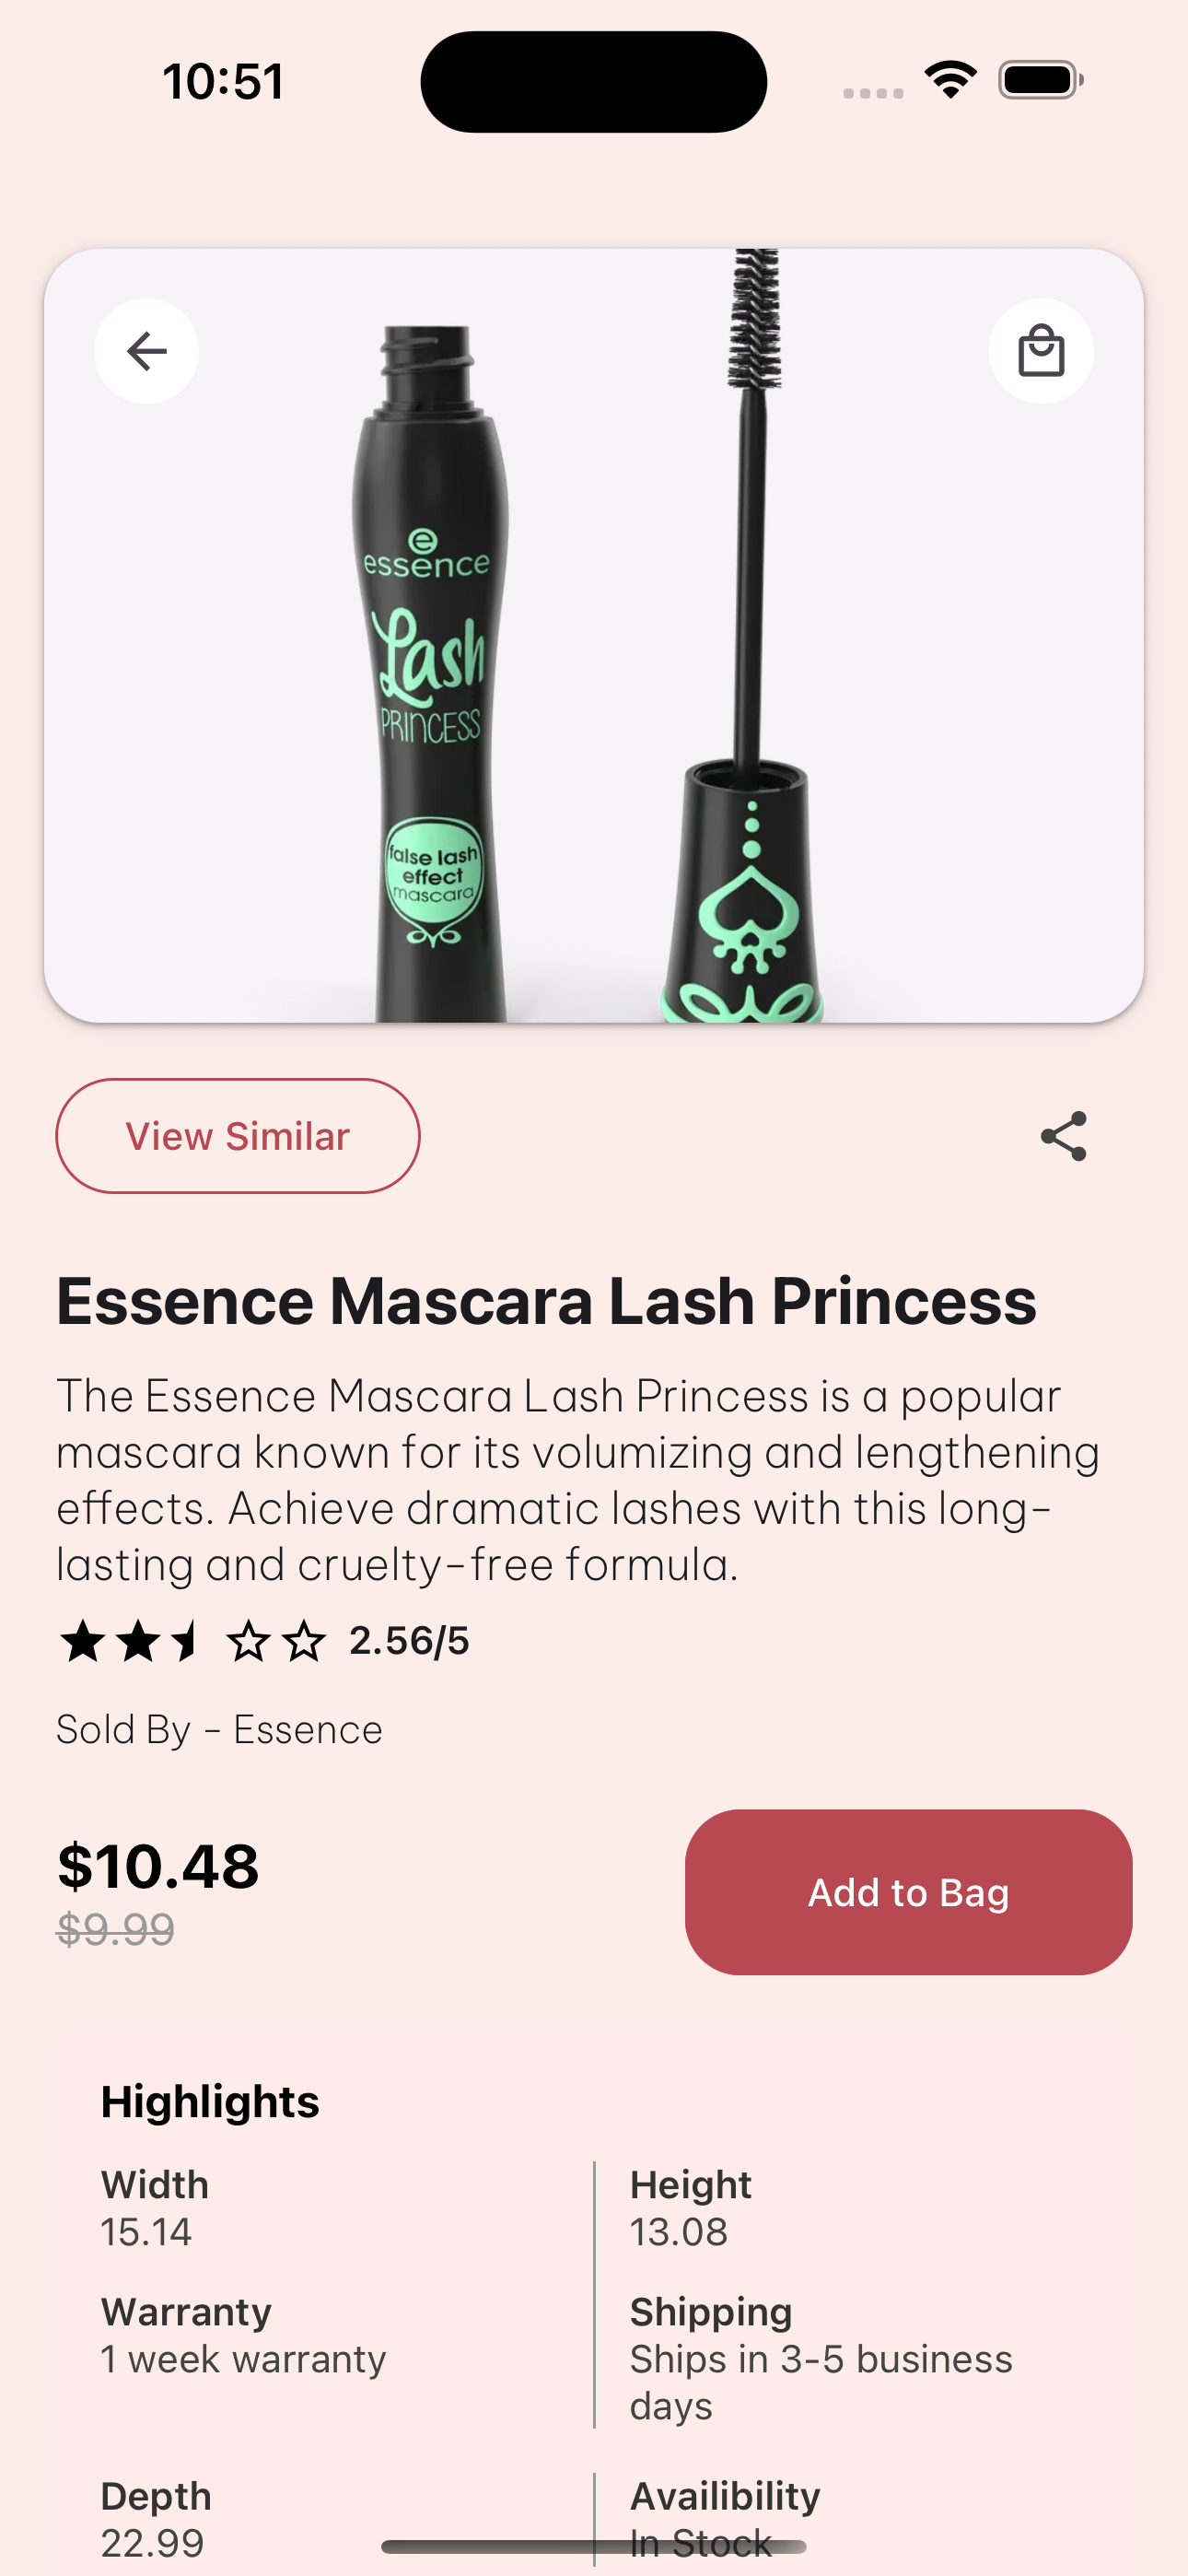 10:51
essence
Lash
PRINCESS
false lash
effect
mascara
View Similar
Essence Mascara Lash Princess
The Essence Mascara Lash Princess is a popular
mascara known for its volumizing and lengthening
effects. Achieve dramatic lashes with this long-
lasting and cruelty-free formula.
2.56/5
Sold By - Essence
$10.48
$9.99
Add to Bag
Highlights
Width
15.14
Height
13.08
Warranty
1 week warranty
Shipping
Ships in 3-5 business
days
Depth
22.99
Availibility
In Stock